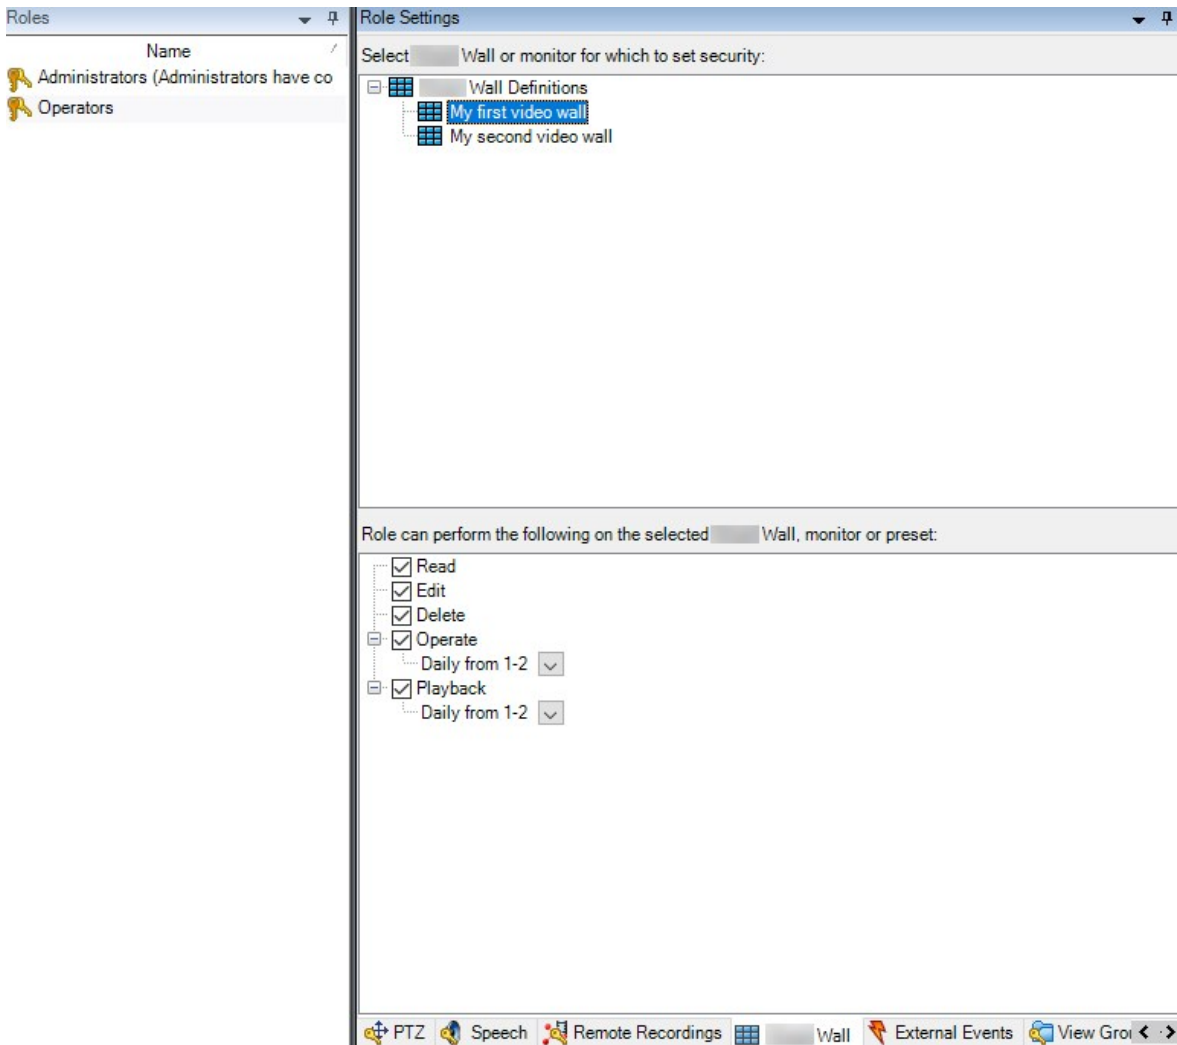 Roles
Name
Administrators (Administrators have co
Operators
Role Settings
Select Wall or monitor for which to set security:
Wall Definitions
My first video wall
My second video wall
Role can perform the following on the selected Wall, monitor or preset:
Read
Edit
Delete
Operate
Daily from 1-2
Playback
Daily from 1-2
PTZ Speech Remote Recordings Wall External Events View Grou